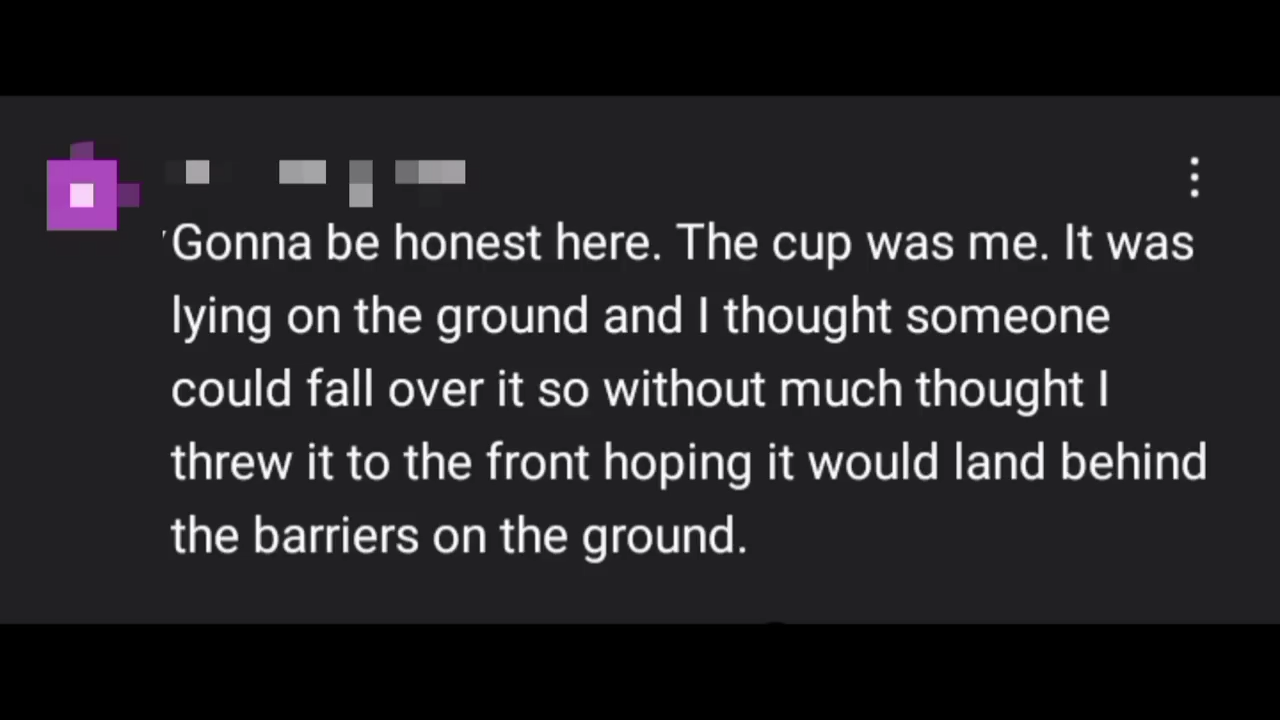 Gonna be honest here. The cup was me. It was
lying on the ground and I thought someone
could fall over it so without much thought I
threw it to the front hoping it would land behind
the barriers on the ground.